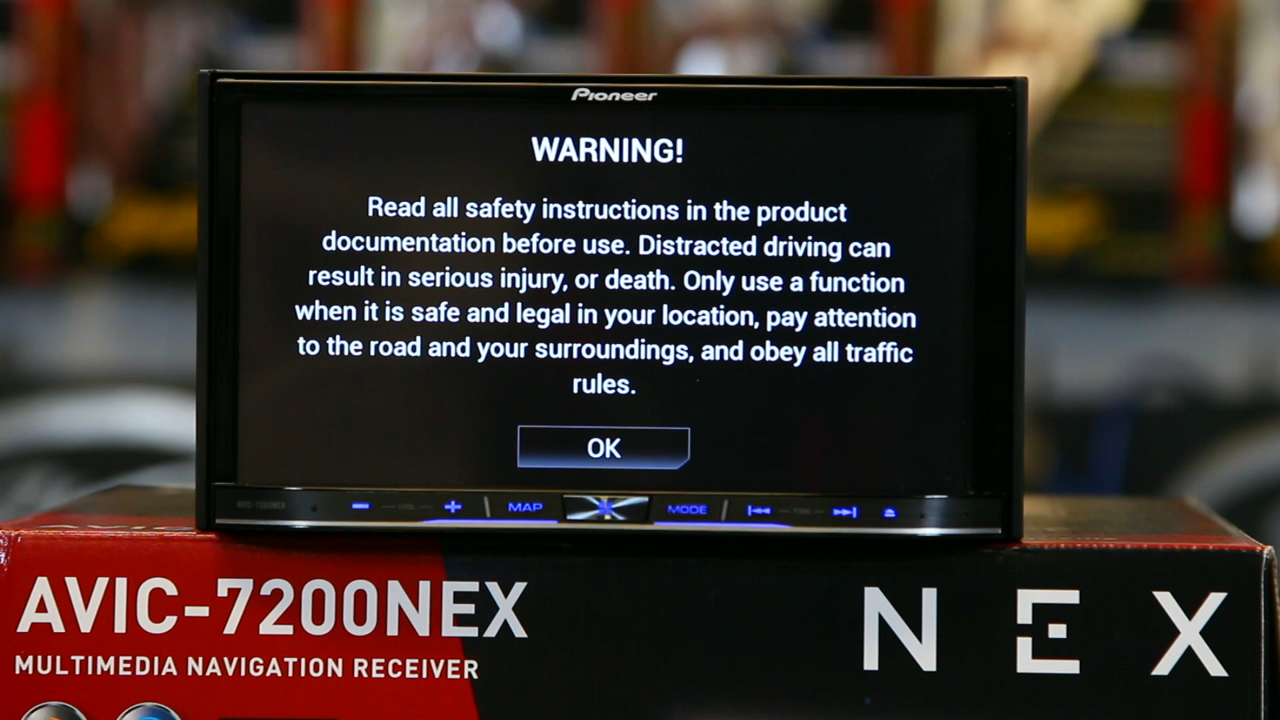 Pioneer
WARNING!
Read all safety instructions in the product
documentation before use. Distracted driving can
result in serious injury, or death. Only use a function
when it is safe and legal in your location, pay attention
to the road and your surroundings, and obey all traffic
rules.
OK
AVIC-7200NEX
MAP
MODE
AVIC-7200NEX
MULTIMEDIA NAVIGATION RECEIVER
NEX